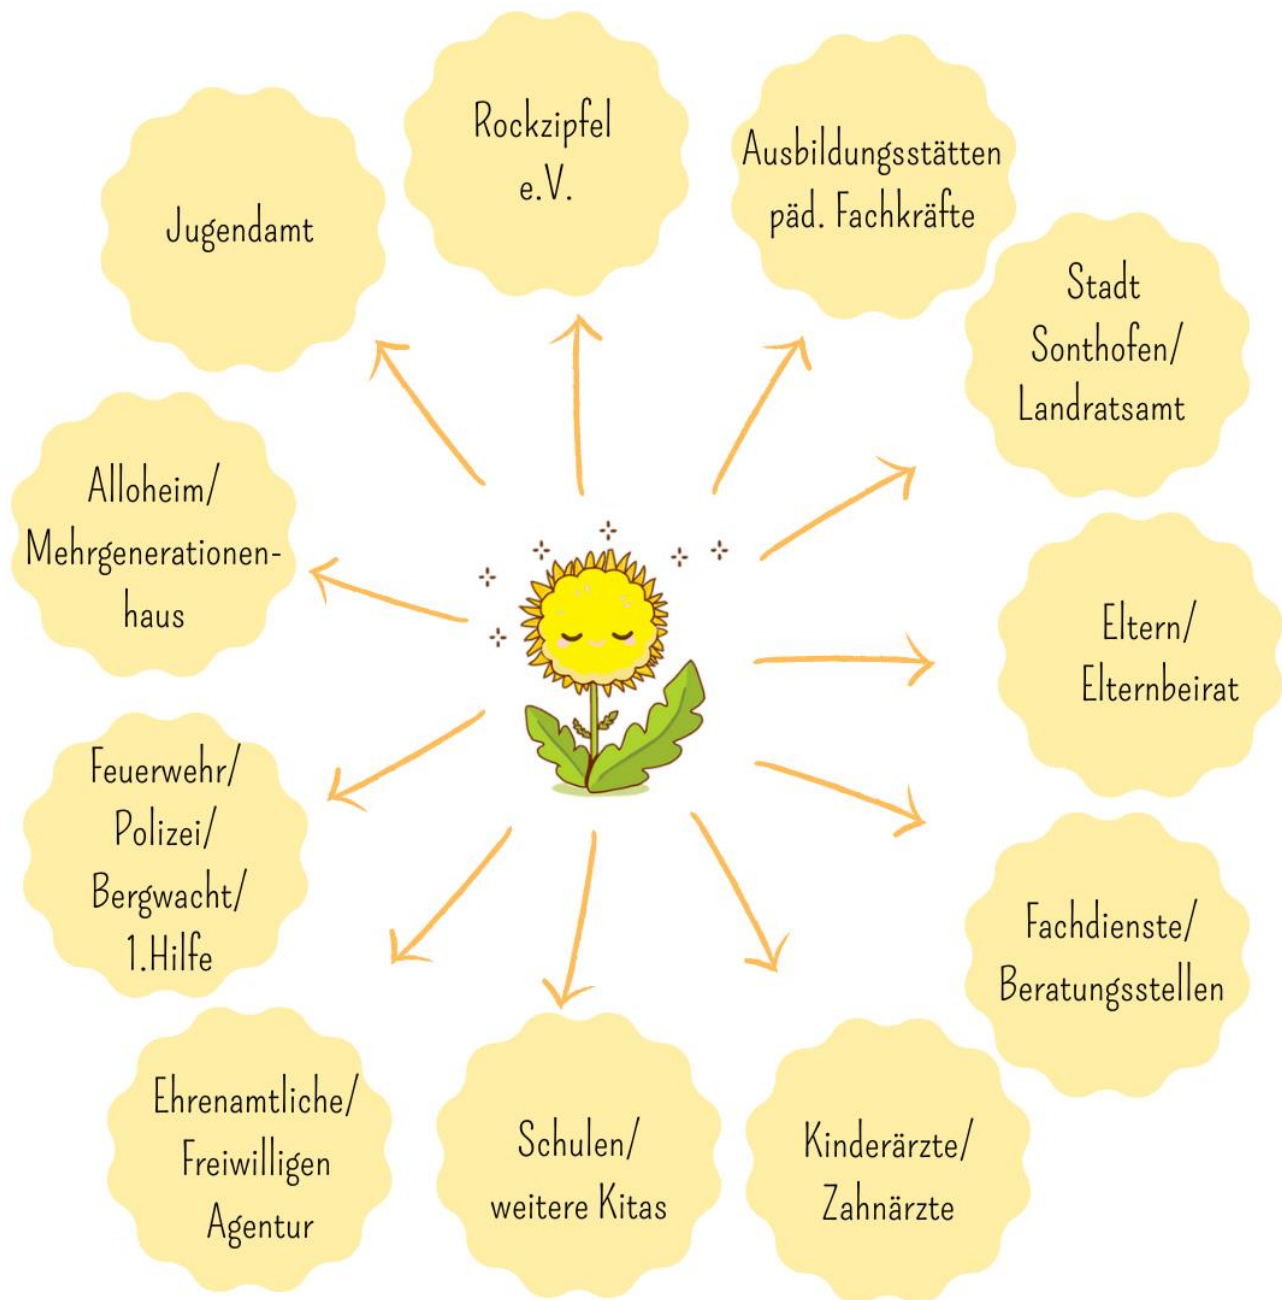 Rockzipfel
e.V.
Ausbildungsstätten
päd. Fachkräfte
Jugendamt
Stadt
Sonthofen/
Landratsamt
Alloheim/
Mehrgenerationen-
haus
Eltern/
Elternbeirat
Feuerwehr/
Polizei/
Bergwacht/
1.Hilfe
Fachdienste/
Beratungsstellen
Ehrenamtliche/
Freiwilligen
Agentur
Schulen/
weitere Kitas
Kinderärzte/
Zahnärzte